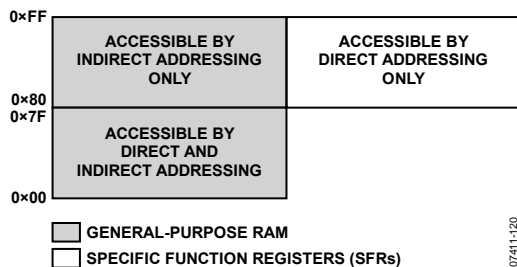 0×FF
ACCESSIBLE BY
INDIRECT ADDRESSING
ONLY
ACCESSIBLE BY
DIRECT ADDRESSING
ONLY
0×80
0×7F
ACCESSIBLE BY
DIRECT AND
INDIRECT ADDRESSING
0×00
GENERAL-PURPOSE RAM
SPECIFIC FUNCTION REGISTERS (SFRs)
07411-120